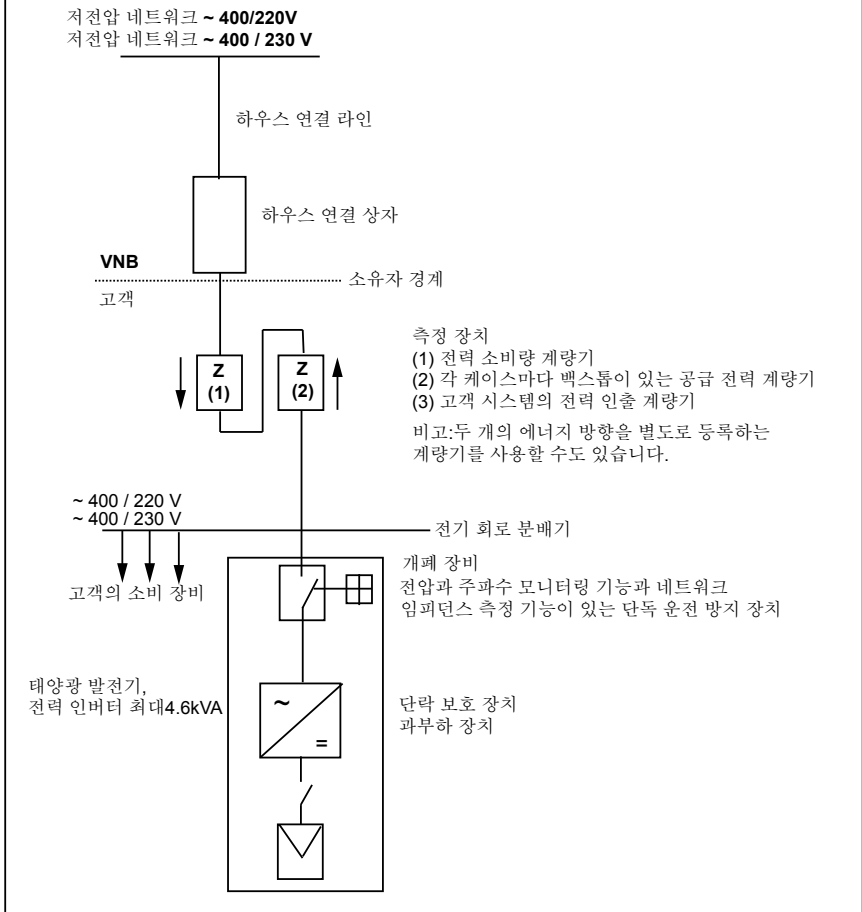 저전압 네트워크 ~ 400/220V
저전압 네트워크 ~ 400 / 230 V
하우스 연결 라인
하우스 연결 상자
VNB
소유자 경계
고객
측정 장치
(1) 전력 소비량 계량기
(2) 각 케이스마다 백스톱이 있는 공급 전력 계량기
(3) 고객 시스템의 전력 인출 계량기
비고:두 개의 에너지 방향을 별도로 등록하는
계량기를 사용할 수도 있습니다.
Z
(1)
Z
(2)
~ 400 / 220 V
~ 400 / 230 V
전기 회로 분배기
고객의 소비 장비
개폐 장비
전압과 주파수 모니터링 기능과 네트워크
임피던스 측정 기능이 있는 단독 운전 방지 장치
태양광 발전기,
전력 인버터 최대4.6kVA
~
=
단락 보호 장치
과부하 장치